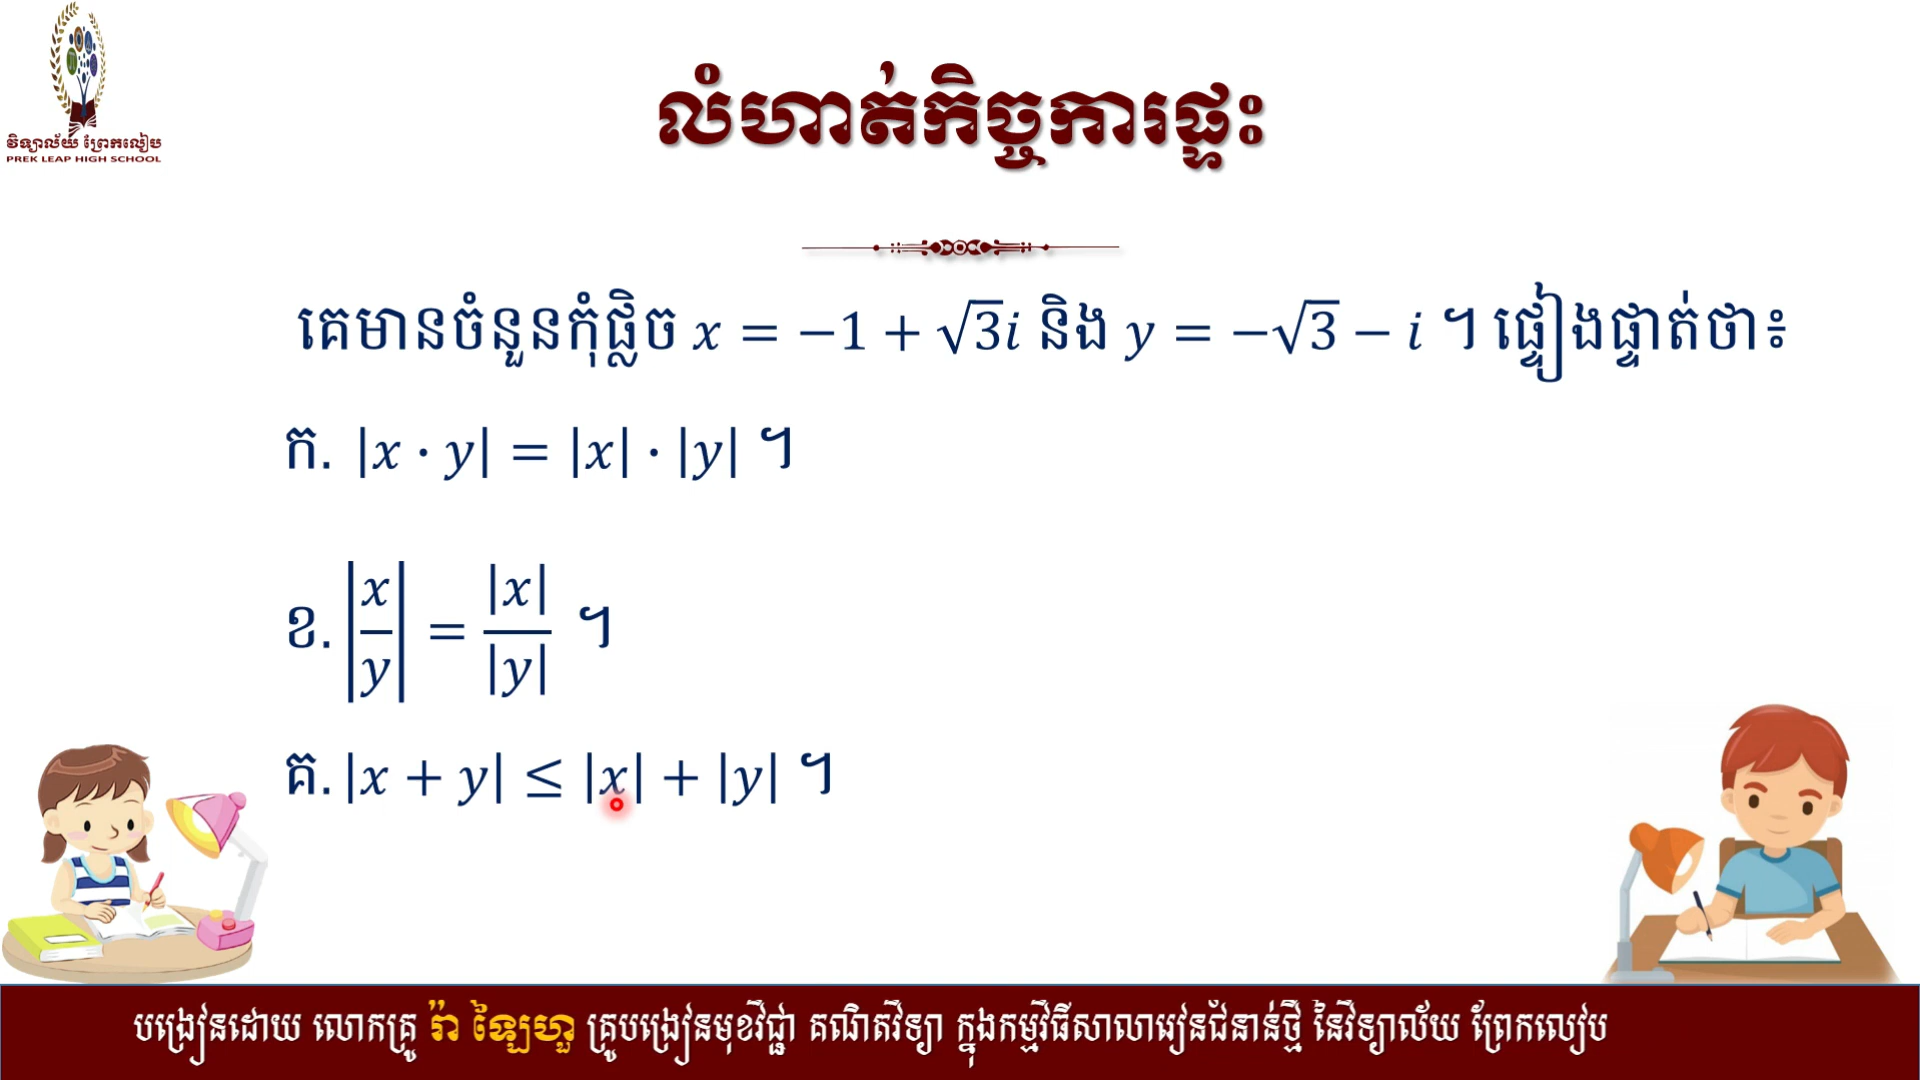 វិទ្យាល័យ ព្រែកលៀប
PREK LEAP HIGH SCHOOL
លំហាត់កិច្ចការផ្ទះ
គេមានចំនួនកុំផ្លិច x = −1 + √3i និង y = −√3 − i ។ ផ្ទៀងផ្ទាត់ថា៖
ក. |x · y| = |x| · |y| ។
ខ. |x/y| = |x|/|y| ។
គ. |x + y| ≤ |x| + |y| ។
បង្រៀនដោយ លោកគ្រូ រ៉ា ឡៃហួ គ្រូបង្រៀនមុខវិជ្ជា គណិតវិទ្យា ក្នុងកម្មវិធីសាលារៀនជំនាន់ថ្មី នៃវិទ្យាល័យ ព្រែកលៀប